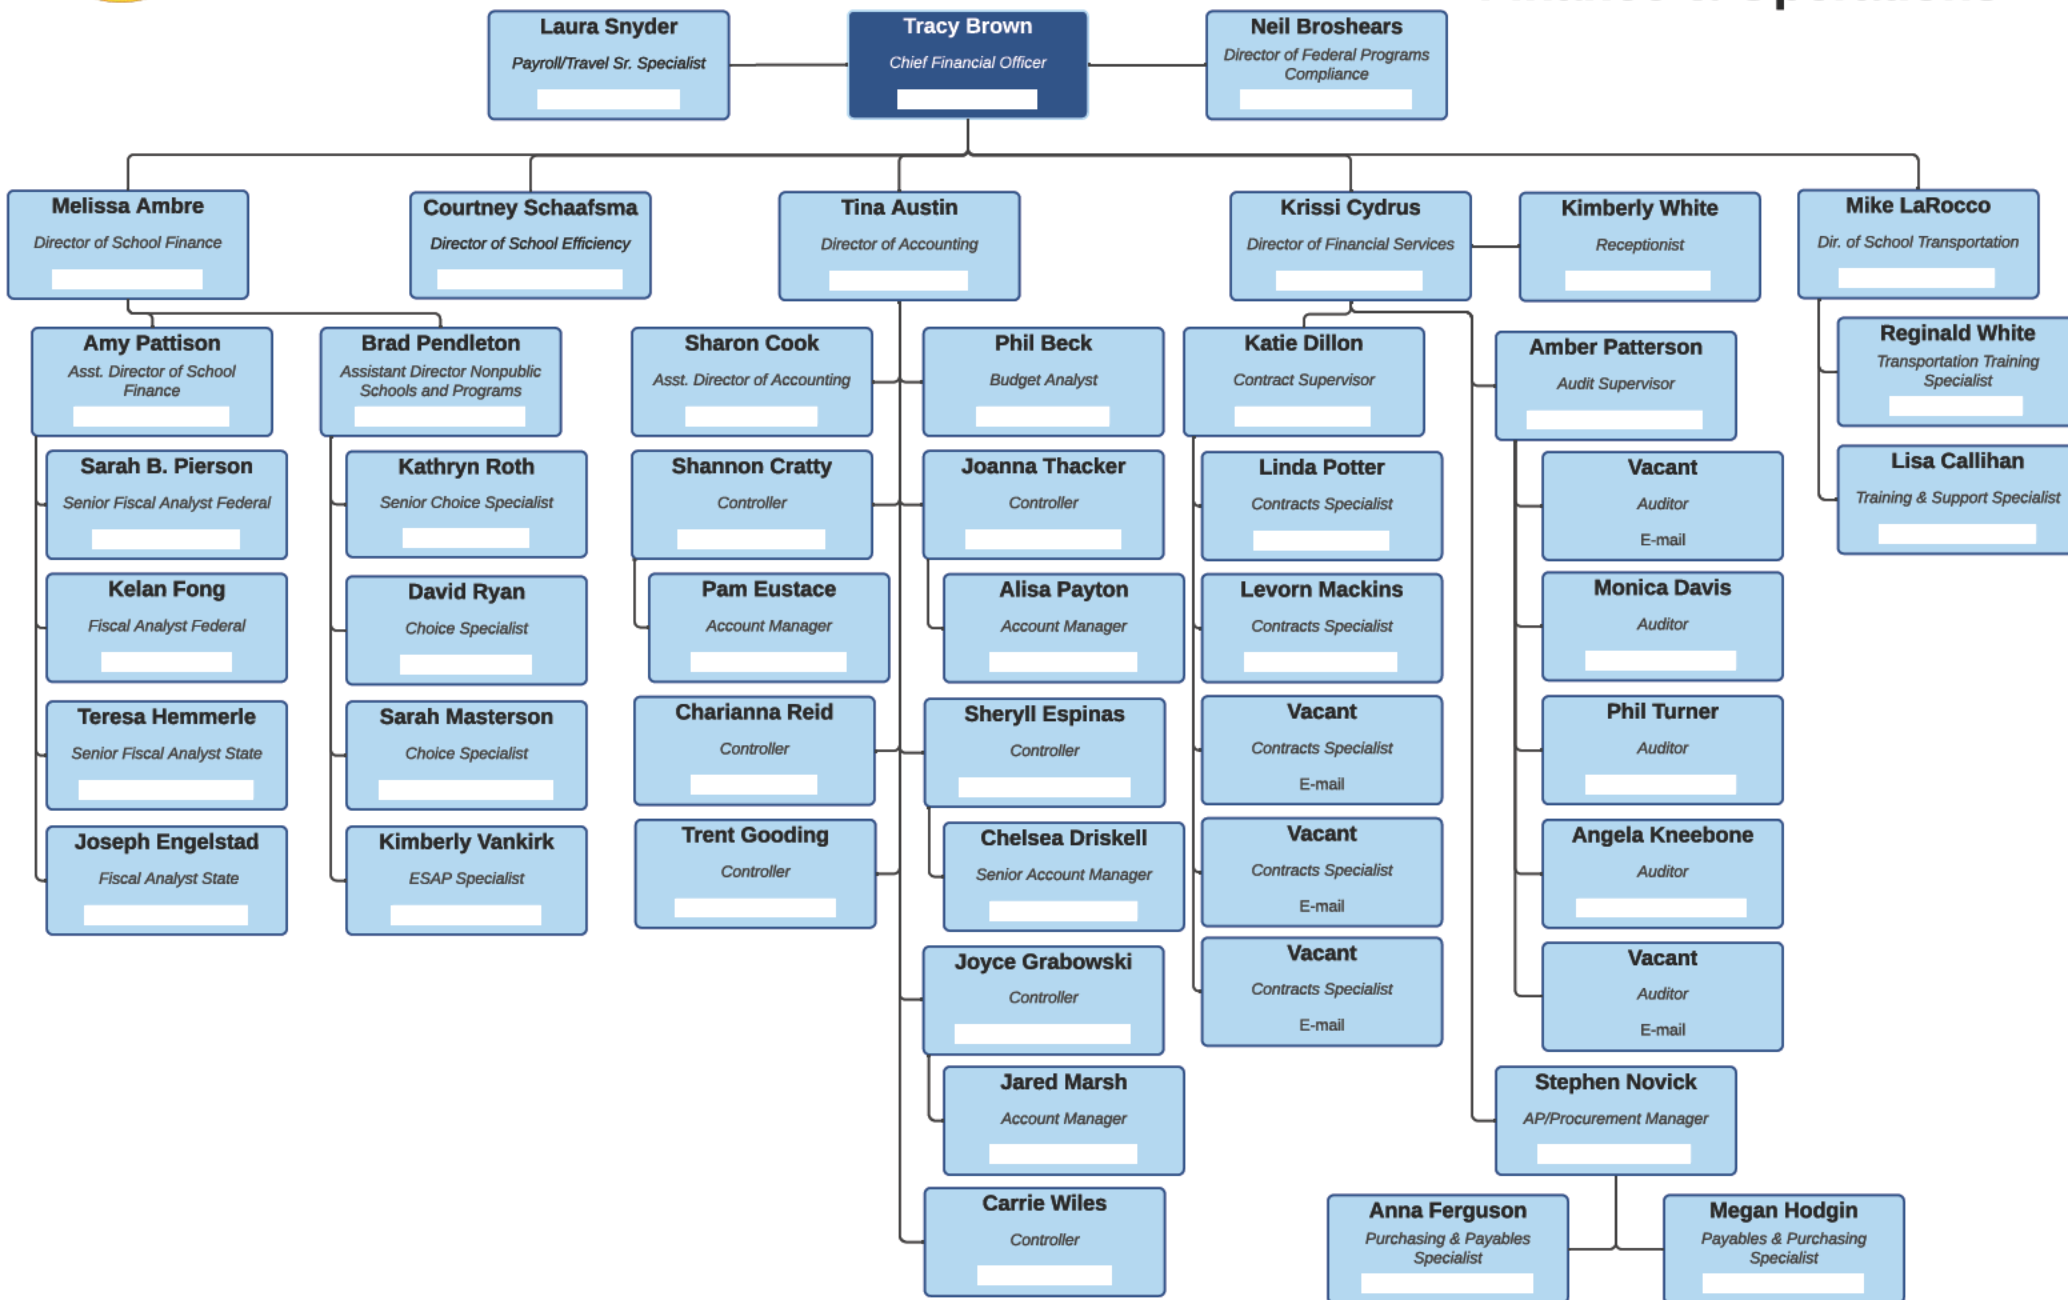 Laura Snyder
Payroll/Travel Sr. Specialist
Tracy Brown
Chief Financial Officer
Neil Broshears
Director of Federal Programs
Compliance
Melissa Ambre
Director of School Finance
Courtney Schaafsma
Director of School Efficiency
Tina Austin
Director of Accounting
Krissi Cydrus
Director of Financial Services
Kimberly White
Receptionist
Mike LaRocco
Dir. of School Transportation
Amy Pattison
Asst. Director of School
Finance
Sarah B. Pierson
Senior Fiscal Analyst Federal
Kelan Fong
Fiscal Analyst Federal
Teresa Hemmerle
Senior Fiscal Analyst State
Joseph Engelstad
Fiscal Analyst State
Brad Pendleton
Assistant Director Nonpublic
Schools and Programs
Kathryn Roth
Senior Choice Specialist
David Ryan
Choice Specialist
Sarah Masterson
Choice Specialist
Kimberly Vankirk
ESAP Specialist
Sharon Cook
Asst. Director of Accounting
Shannon Cratty
Controller
Pam Eustace
Account Manager
Charianna Reid
Controller
Trent Gooding
Controller
Phil Beck
Budget Analyst
Joanna Thacker
Controller
Alisa Payton
Account Manager
Sheryll Espinas
Controller
Chelsea Driskell
Senior Account Manager
Joyce Grabowski
Controller
Jared Marsh
Account Manager
Carrie Wiles
Controller
Katie Dillon
Contract Supervisor
Linda Potter
Contracts Specialist
Levorn Mackins
Contracts Specialist
Vacant
Contracts Specialist
E-mail
Vacant
Contracts Specialist
E-mail
Vacant
Contracts Specialist
E-mail
Amber Patterson
Audit Supervisor
Vacant
Auditor
E-mail
Monica Davis
Auditor
Phil Turner
Auditor
Angela Kneebone
Auditor
Vacant
Auditor
E-mail
Stephen Novick
AP/Procurement Manager
Anna Ferguson
Purchasing & Payables
Specialist
Megan Hodgin
Payables & Purchasing
Specialist
Reginald White
Transportation Training
Specialist
Lisa Callihan
Training & Support Specialist